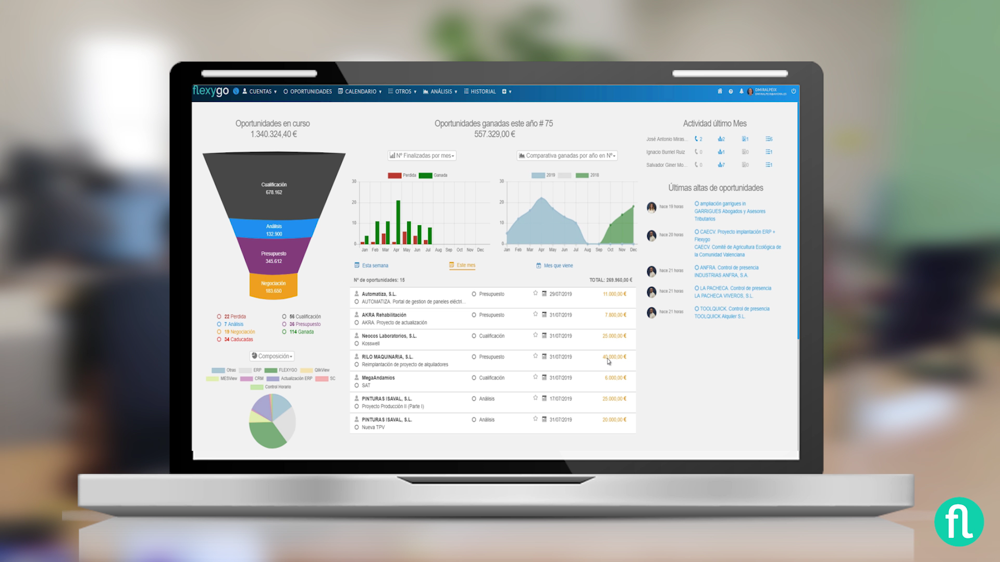 flexygo CUENTAS OPORTUNIDADES CALENDARIO OTROS ANÁLISIS HISTORIAL
DMIRALPEIX
DMIRALPEIX@AHORA.ES
Oportunidades en curso
1.340.324,40 €
Cualificación
678.162
Análisis
132.900
Presupuesto
345.612
Negociación
183.650
22 Perdida
7 Análisis
19 Negociación
34 Caducadas
56 Cualificación
36 Presupuesto
114 Ganada
Composición
Otras ERP FLEXYGO QlikView
MESView CRM Actualización ERP SC
Control Horario
Oportunidades ganadas este año # 75
557.329,00 €
Nº Finalizadas por mes
Perdida Ganada
30
20
10
0
Jan Feb Mar Apr May Jun Jul Aug Sep Oct Nov Dec
Comparativa ganadas por año en Nº
2019 2018
30
20
10
0
Jan Feb Mar Apr May Jun Jul Aug Sep Oct Nov Dec
Esta semana Este mes Mes que viene
Nº de oportunidades: 15 TOTAL: 269.960,00 €
Automatiza, S.L. Presupuesto 29/07/2019 11.000,00 €
AUTOMATIZA. Portal de gestion de paneles eléctri...
AKRA Rehabilitación Presupuesto 31/07/2019 7.800,00 €
AKRA. Proyecto de actualización
Neocos Laboratorios, S.L. Cualificación 31/07/2019 25.000,00 €
Kosswell
RILO MAQUINARIA, S.L. Presupuesto 31/07/2019 40.000,00 €
Reimplantación de proyecto de alquiladores
MegaAndamios Cualificación 31/07/2019 6.000,00 €
SAT
PINTURAS ISAVAL, S.L. Análisis 17/07/2019 25.000,00 €
Proyecto Producción II (Parte I)
PINTURAS ISAVAL, S.L. Análisis 31/07/2019 20.000,00 €
Nueva TPV
Actividad último Mes
José Antonio Miras... 2 2 1 6
Ignacio Burriel Ruiz 0 1 0 1
Salvador Giner Mo... 0 7 0 1
Últimas altas de oportunidades
hace 19 horas
ampliación garrigues in
GARRIGUES Abogados y Asesores
Tributarios
hace 20 horas
CAECV. Proyecto implantación ERP +
Flexygo
CAECV. Comité de Agricultura Ecológica de
la Comunidad Valenciana
hace 21 horas
ANFRA. Control de presencia
INDUSTRIAS ANFRA, S.A.
hace 21 horas
LA PACHECA. Control de presencia
LA PACHECA VIVEROS, S.L.
hace 21 horas
TOOLQUICK. Control de presencia
TOOLQUICK Alquiler S.L.
fl